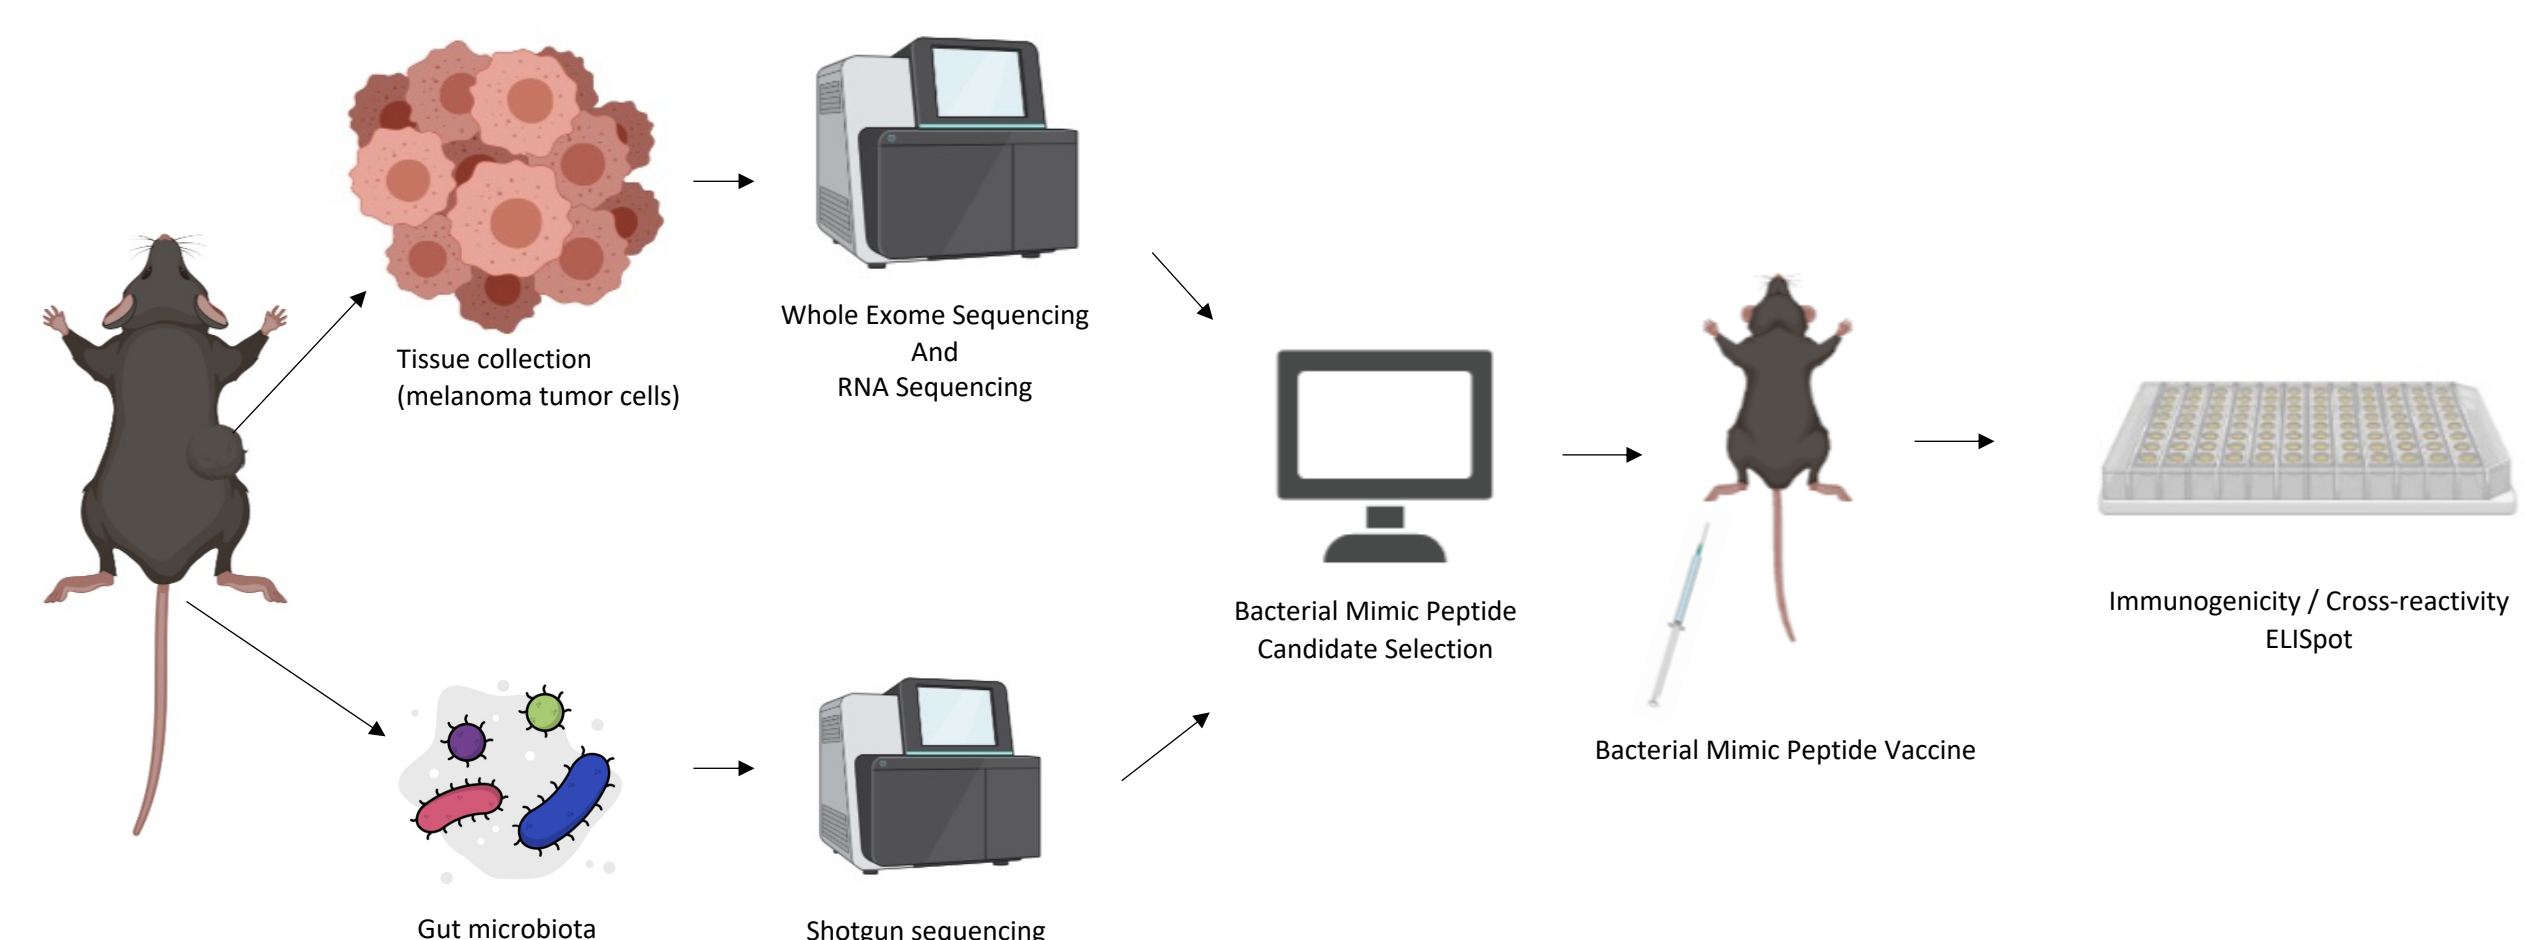 Tissue collection
(melanoma tumor cells)
Whole Exome Sequencing
And
RNA Sequencing
Gut microbiota
Shotgun sequencing
Bacterial Mimic Peptide
Candidate Selection
Bacterial Mimic Peptide Vaccine
Immunogenicity / Cross-reactivity
ELISpot